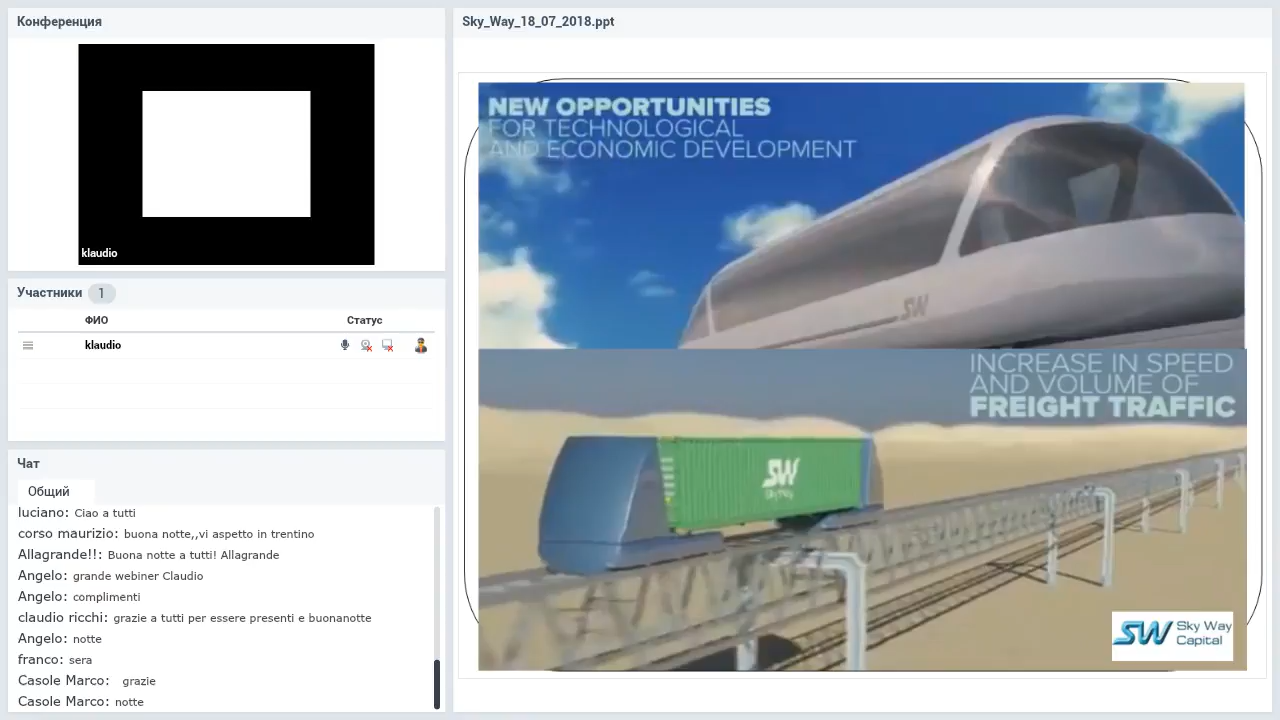 Конференция
klaudio
Участники 1
ФИО Статус
klaudio
Чат
Общий
luciano: Ciao a tutti
corso maurizio: buona notte,,vi aspetto in trentino
Allagrande!!: Buona notte a tutti! Allagrande
Angelo: grande webiner Claudio
Angelo: complimenti
claudio ricchi: grazie a tutti per essere presenti e buonanotte
Angelo: notte
franco: sera
Casole Marco: grazie
Casole Marco: notte
Sky_Way_18_07_2018.ppt
NEW OPPORTUNITIES
FOR TECHNOLOGICAL
AND ECONOMIC DEVELOPMENT
SW
INCREASE IN SPEED
AND VOLUME OF
FREIGHT TRAFFIC
SW
SkyWay
SW Sky Way
Capital